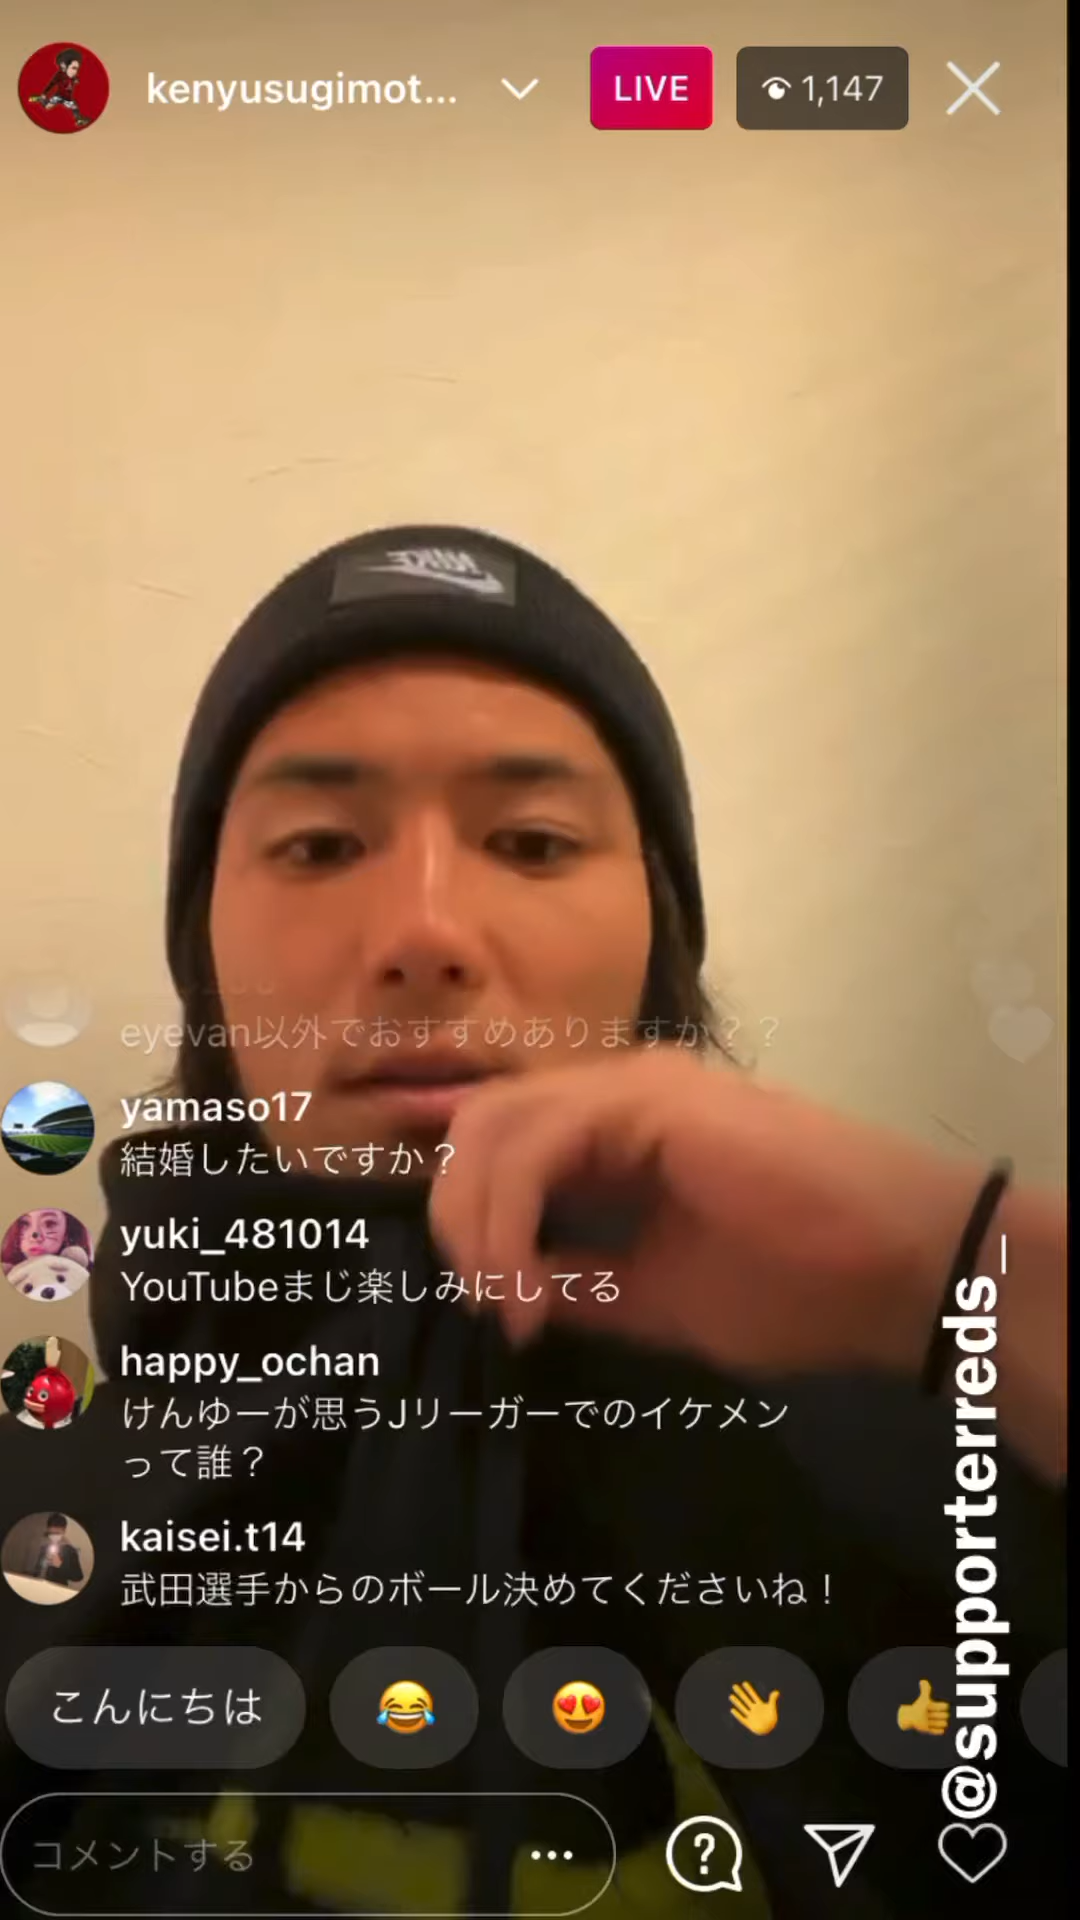 kenyusugimot...
LIVE
1,147
NIKE
eyevan以外でおすすめありますか？？
yamaso17
結婚したいですか？
yuki_481014
YouTubeまじ楽しみにしてる
happy_ochan
けんゆーが思うJリーガーでのイケメン
って誰？
kaisei.t14
武田選手からのボール決めてくださいね！
こんにちは
コメントする
@supporterreds_